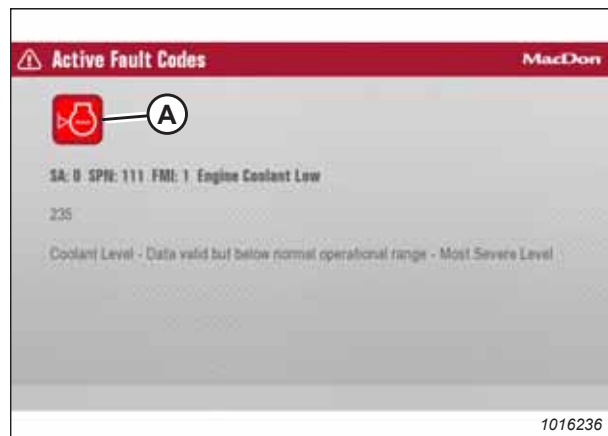 Active Fault Codes MacDon
A
SA: 0 SPN: 111 FMI: 1 Engine Coolant Low
235
Coolant Level - Data valid but below normal operational range - Most Severe Level
1016236